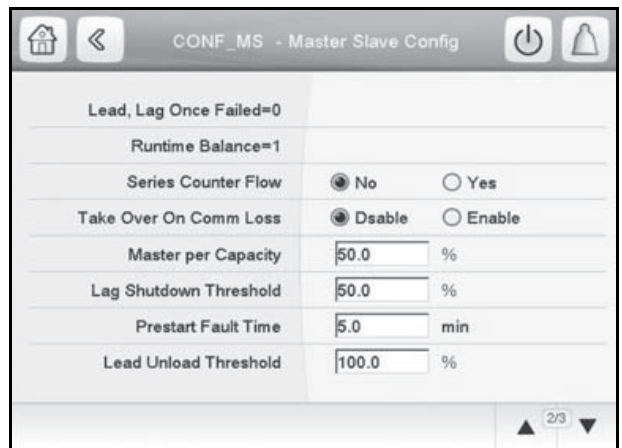 CONF_MS - Master Slave Config
Lead, Lag Once Failed=0
Runtime Balance=1
Series Counter Flow No Yes
Take Over On Comm Loss Dsable Enable
Master per Capacity 50.0 %
Lag Shutdown Threshold 50.0 %
Prestart Fault Time 5.0 min
Lead Unload Threshold 100.0 %
2/3